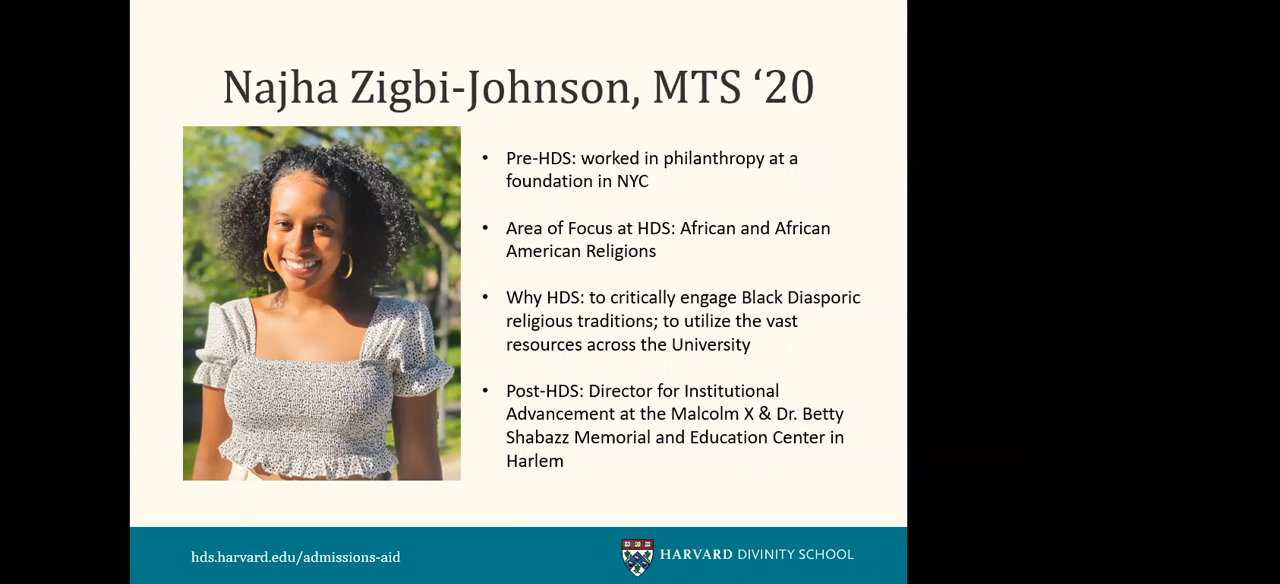 Najha Zigbi-Johnson, MTS ‘20
• Pre-HDS: worked in philanthropy at a
foundation in NYC
• Area of Focus at HDS: African and African
American Religions
• Why HDS: to critically engage Black Diasporic
religious traditions; to utilize the vast
resources across the University
• Post-HDS: Director for Institutional
Advancement at the Malcolm X & Dr. Betty
Shabazz Memorial and Education Center in
Harlem
hds.harvard.edu/admissions-aid
HARVARD DIVINITY SCHOOL